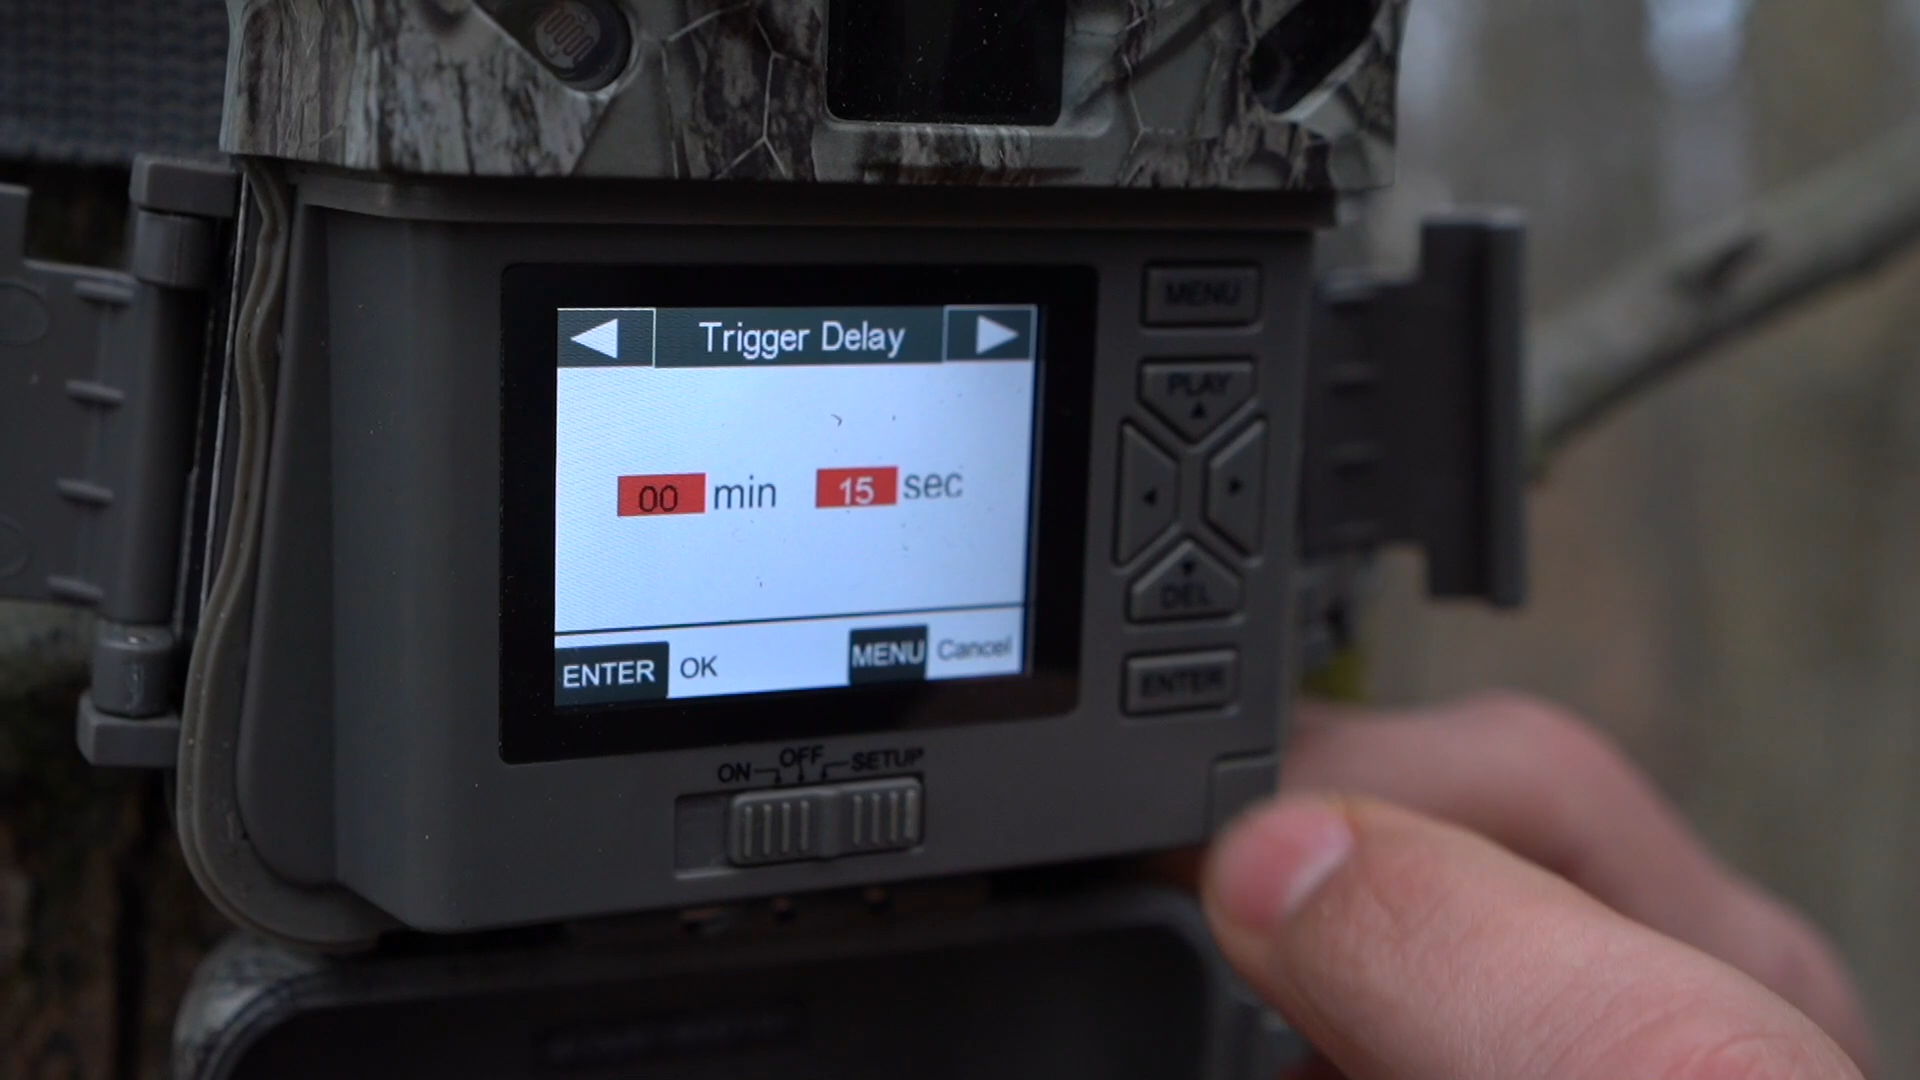 Trigger Delay
00 min 15 sec
ENTER OK MENU Cancel
MENU
PLAY
DEL
ENTER
ON OFF SETUP